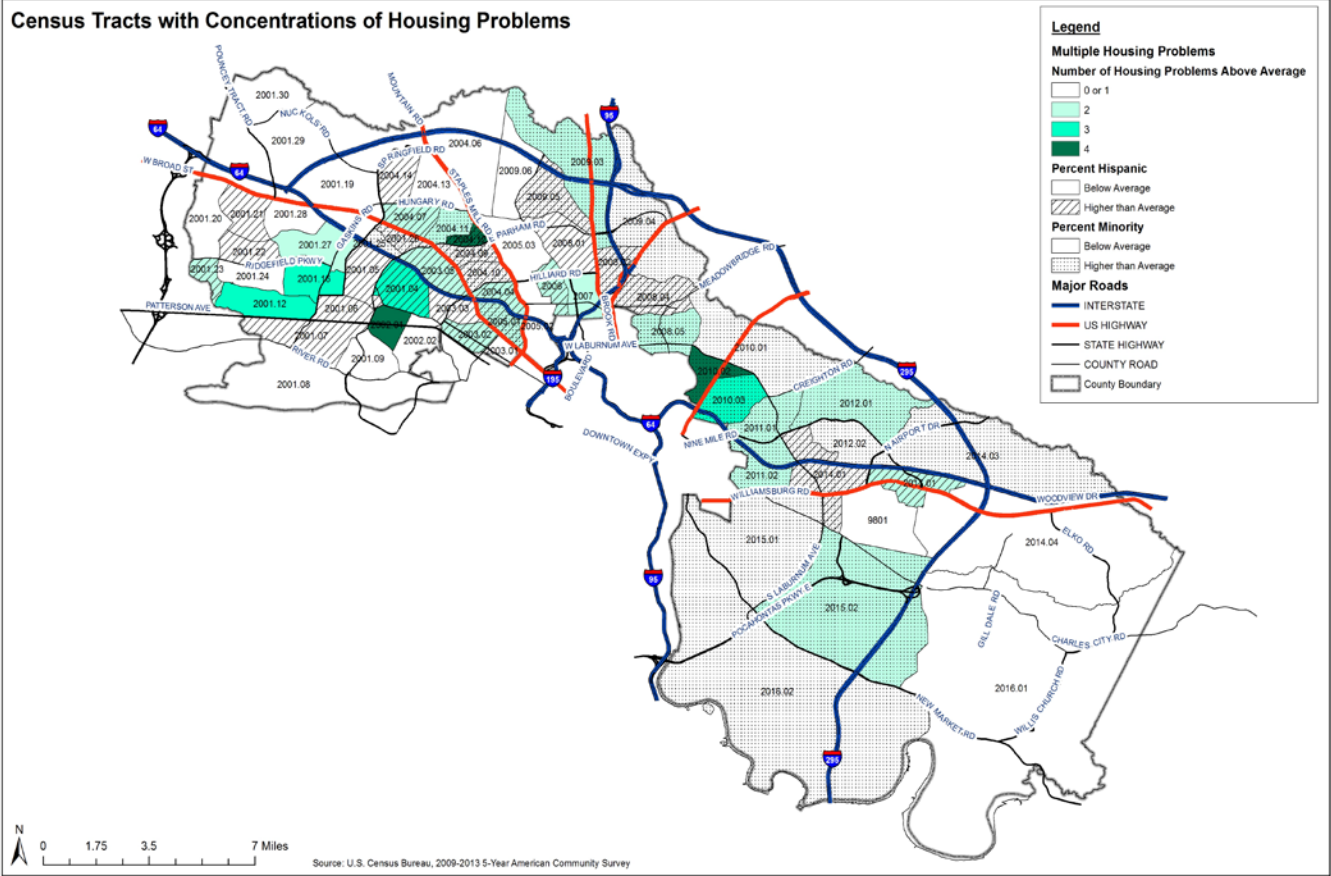 Census Tracts with Concentrations of Housing Problems
Legend
Multiple Housing Problems
Number of Housing Problems Above Average
0 or 1
2
3
4
Percent Hispanic
Below Average
Higher than Average
Percent Minority
Below Average
Higher than Average
Major Roads
INTERSTATE
US HIGHWAY
STATE HIGHWAY
COUNTY ROAD
County Boundary
POUNCEY TRACT RD
2001.30
NUCKOLS RD
2001.29
MOUNTAIN RD
64
64
95
W BROAD ST
SPRINGFIELD RD
2004.06
2004.14
2004.13
STAPLES MILL RD
2009.06
2009.03
2009.05
2001.19
2001.20
2001.21
2001.28
GASKINS RD
HUNGARY RD
2004.07
2004.11
PARHAM RD
2009.04
2001.27
2001.22
RIDGEFIELD PKWY
2001.23
2001.24
2001.05
2004.09
2004.10
2005.03
2008.01
HILLIARD RD
MEADOWBRIDGE RD
2001.12
2001.04
2004.04
2007
2008.04
PATTERSON AVE
2001.06
2003.03
BROOK RD
2001.07
RIVER RD
2002.02
2003.02
2003.01
2008.05
W LABURNUM AVE
2001.09
2001.08
195
BOULEVARD
2010.01
2010.02
2010.03
CREIGHTON RD
295
64
DOWNTOWN EXPY
NINE MILE RD
2011.01
2012.01
2012.02
N AIRPORT DR
2014.03
2011.02
2014.01
WILLIAMSBURG RD
WOODVIEW DR
9801
2015.01
ELKO RD
2014.04
95
S LABURNUM AVE
POCAHONTAS PKWY E
2015.02
GILL DALE RD
CHARLES CITY RD
2016.01
WILLIS CHURCH RD
2016.02
NEW MARKET RD
295
N
0 1.75 3.5 7 Miles
Source: U.S. Census Bureau, 2009-2013 5-Year American Community Survey